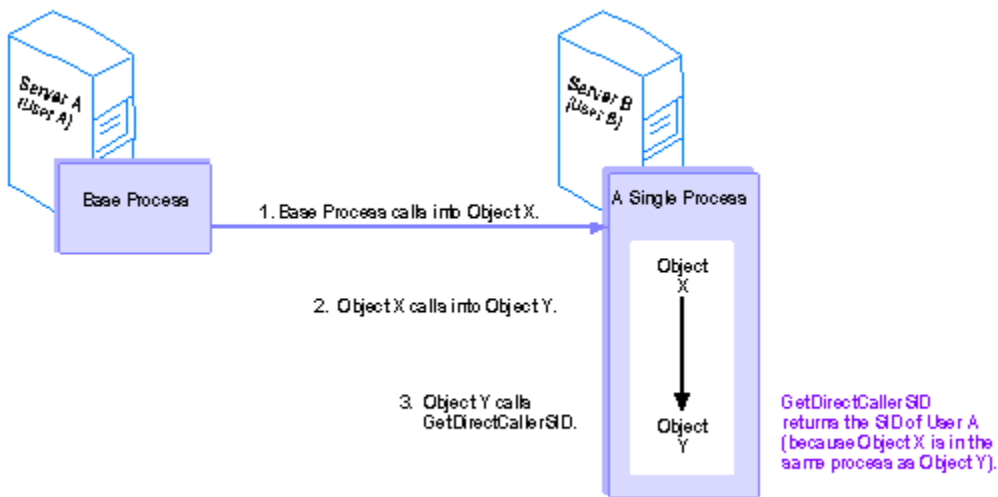 Server A
(User A)
Server B
(User B)
Base Process
A Single Process
1. Base Process calls into Object X.
Object
X
2. Object X calls into Object Y.
3. Object Y calls
GetDirectCallerSID.
Object
Y
GetDirectCallerSID
returns the SID of User A
(because Object X is in the
same process as Object Y).